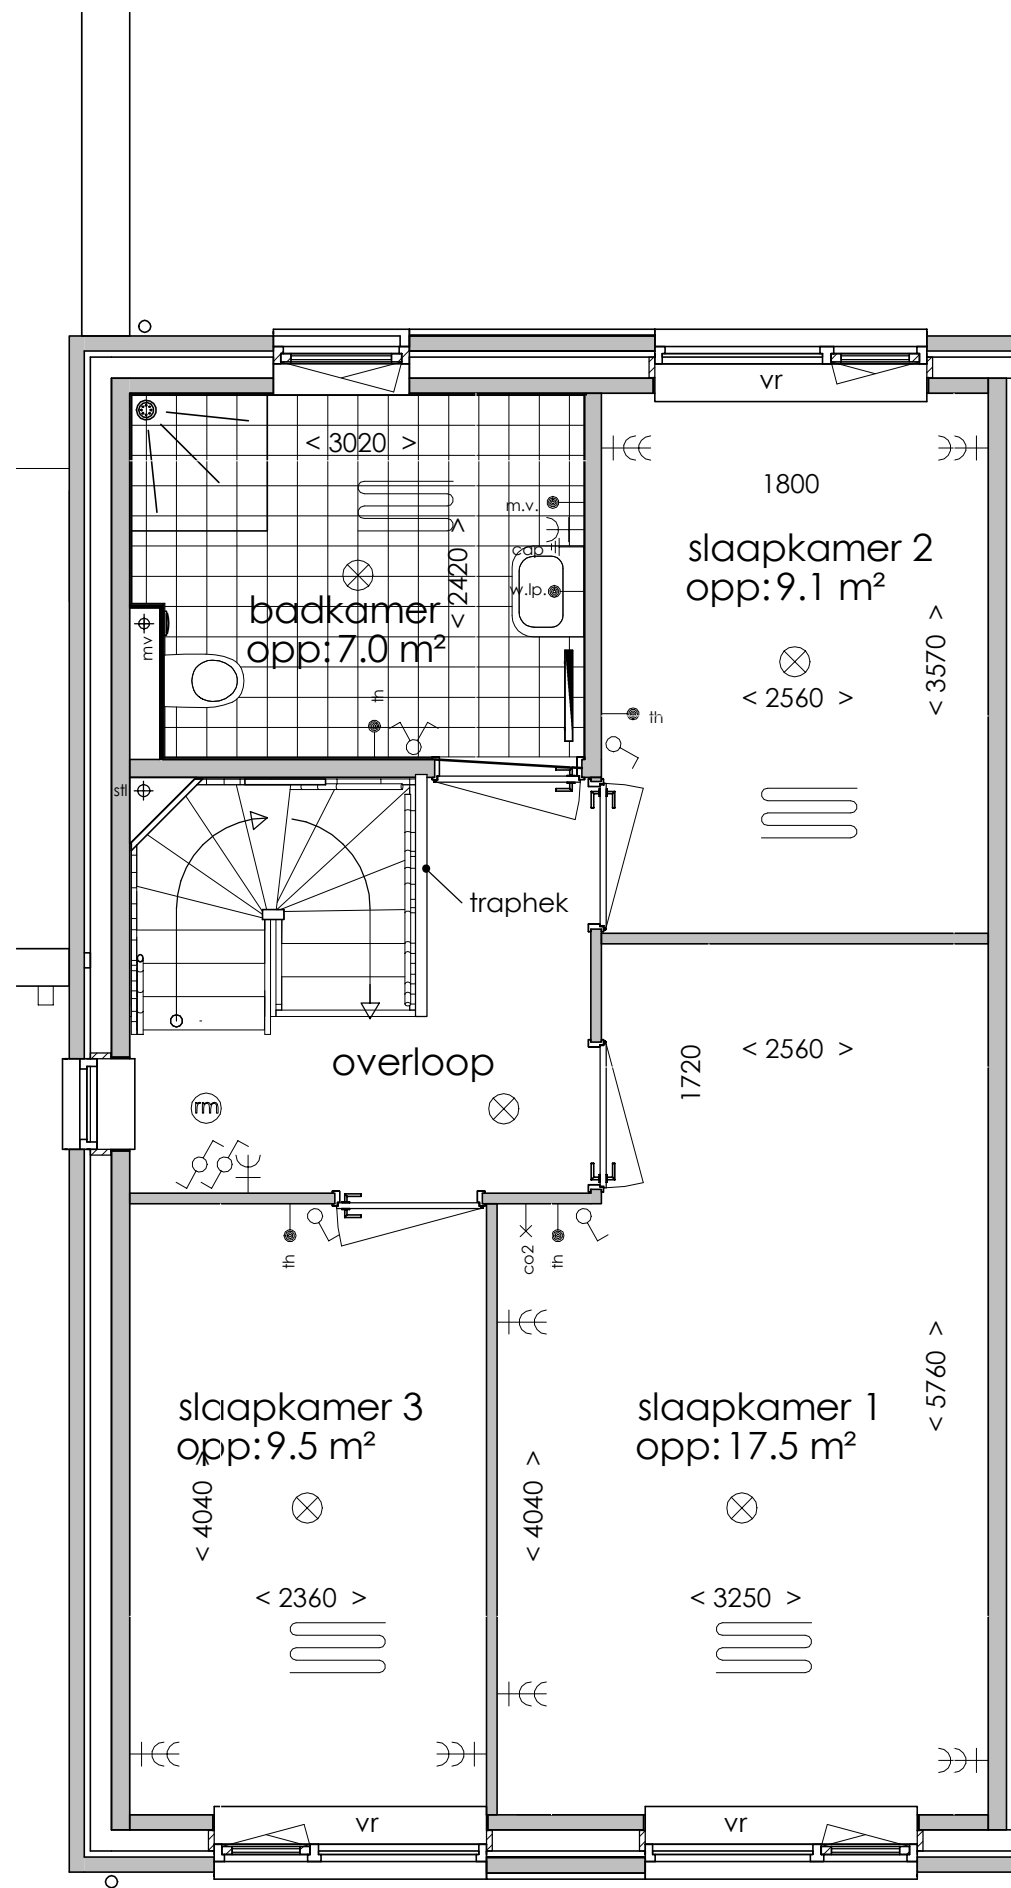 vr
< 3020 >
1800
m.v.
cap
slaapkamer 2
opp: 9.1 m²
< 2420 >
w.lp.
badkamer
opp: 7.0 m²
mv
< 3570 >
< 2560 >
th
th
stl
traphek
overloop
1720
< 2560 >
rm
th
co2
th
slaapkamer 3
opp: 9.5 m²
< 4040 >
slaapkamer 1
opp: 17.5 m²
< 4040 >
< 5760 >
< 2360 >
< 3250 >
vr
vr